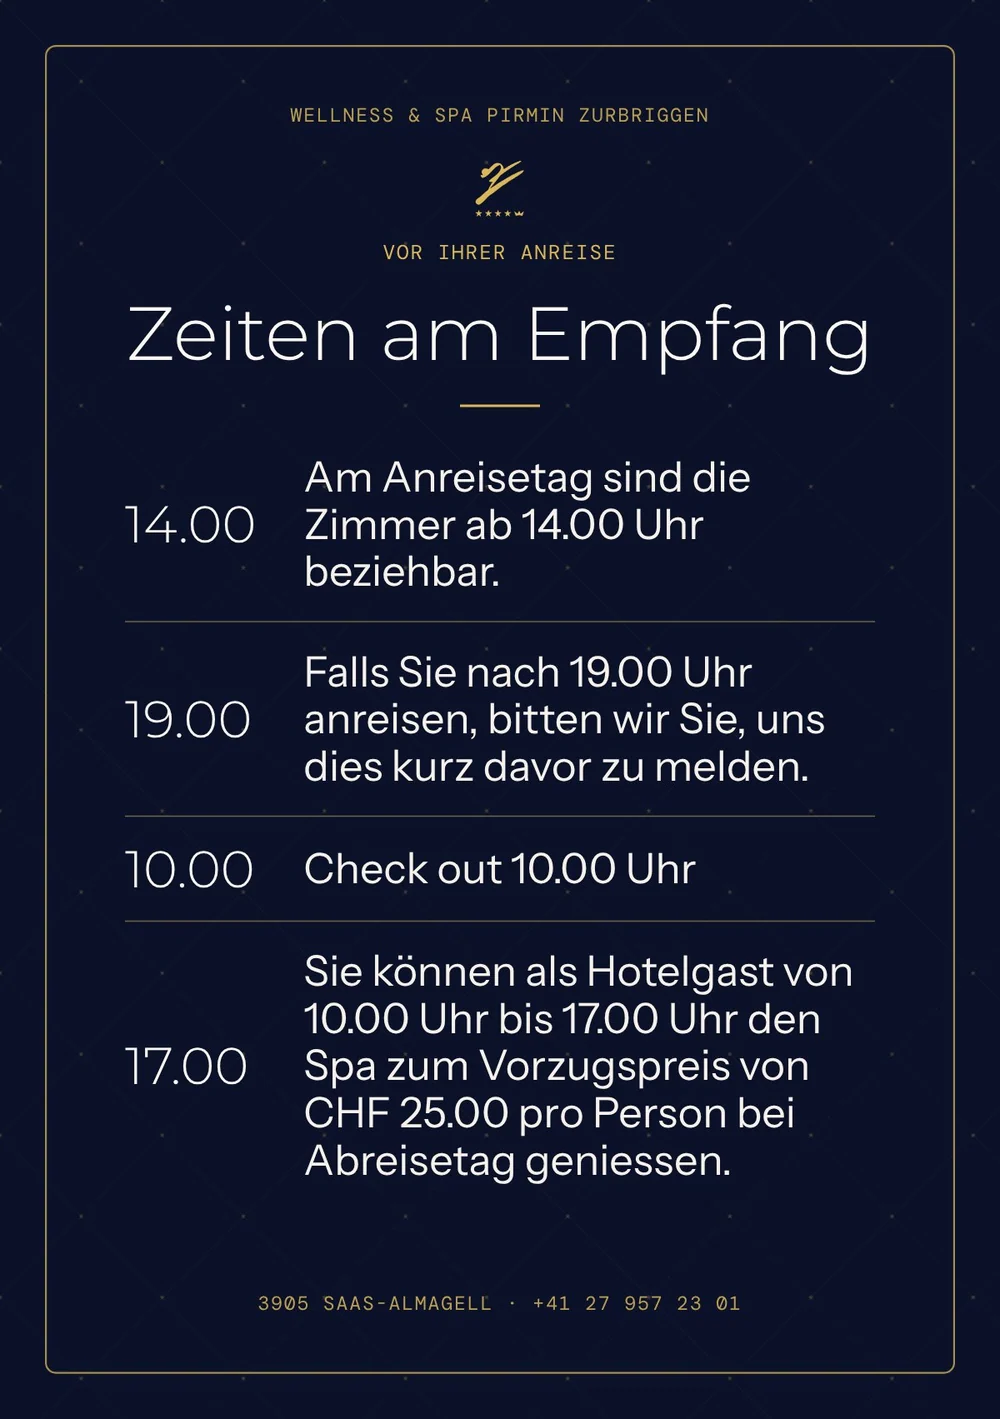 WELLNESS & SPA PIRMIN ZURBRIGGEN
VOR IHRER ANREISE
Zeiten am Empfang
14.00
Am Anreisetag sind die
Zimmer ab 14.00 Uhr
beziehbar.
19.00
Falls Sie nach 19.00 Uhr
anreisen, bitten wir Sie, uns
dies kurz davor zu melden.
10.00
Check out 10.00 Uhr
17.00
Sie können als Hotelgast von
10.00 Uhr bis 17.00 Uhr den
Spa zum Vorzugspreis von
CHF 25.00 pro Person bei
Abreisetag geniessen.
3905 SAAS-ALMAGELL · +41 27 957 23 01